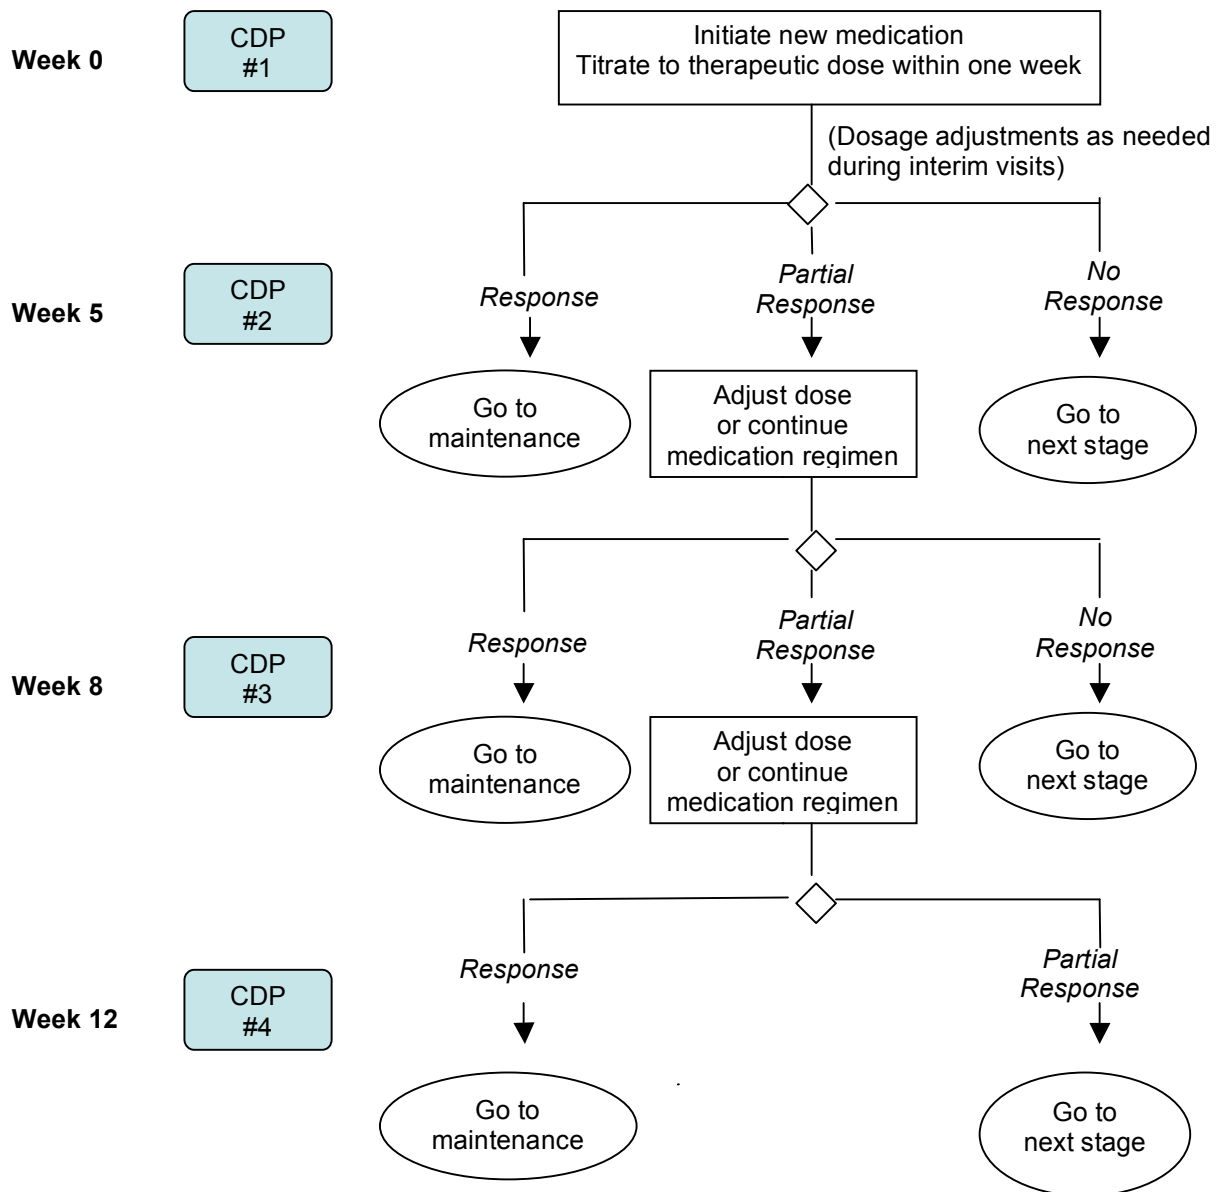 Week 0
CDP
#1
Initiate new medication
Titrate to therapeutic dose within one week
(Dosage adjustments as needed
during interim visits)
Week 5
CDP
#2
Response
Partial
Response
No
Response
Go to
maintenance
Adjust dose
or continue
medication regimen
Go to
next stage
Week 8
CDP
#3
Response
Partial
Response
No
Response
Go to
maintenance
Adjust dose
or continue
medication regimen
Go to
next stage
Week 12
CDP
#4
Response
Partial
Response
Go to
maintenance
Go to
next stage